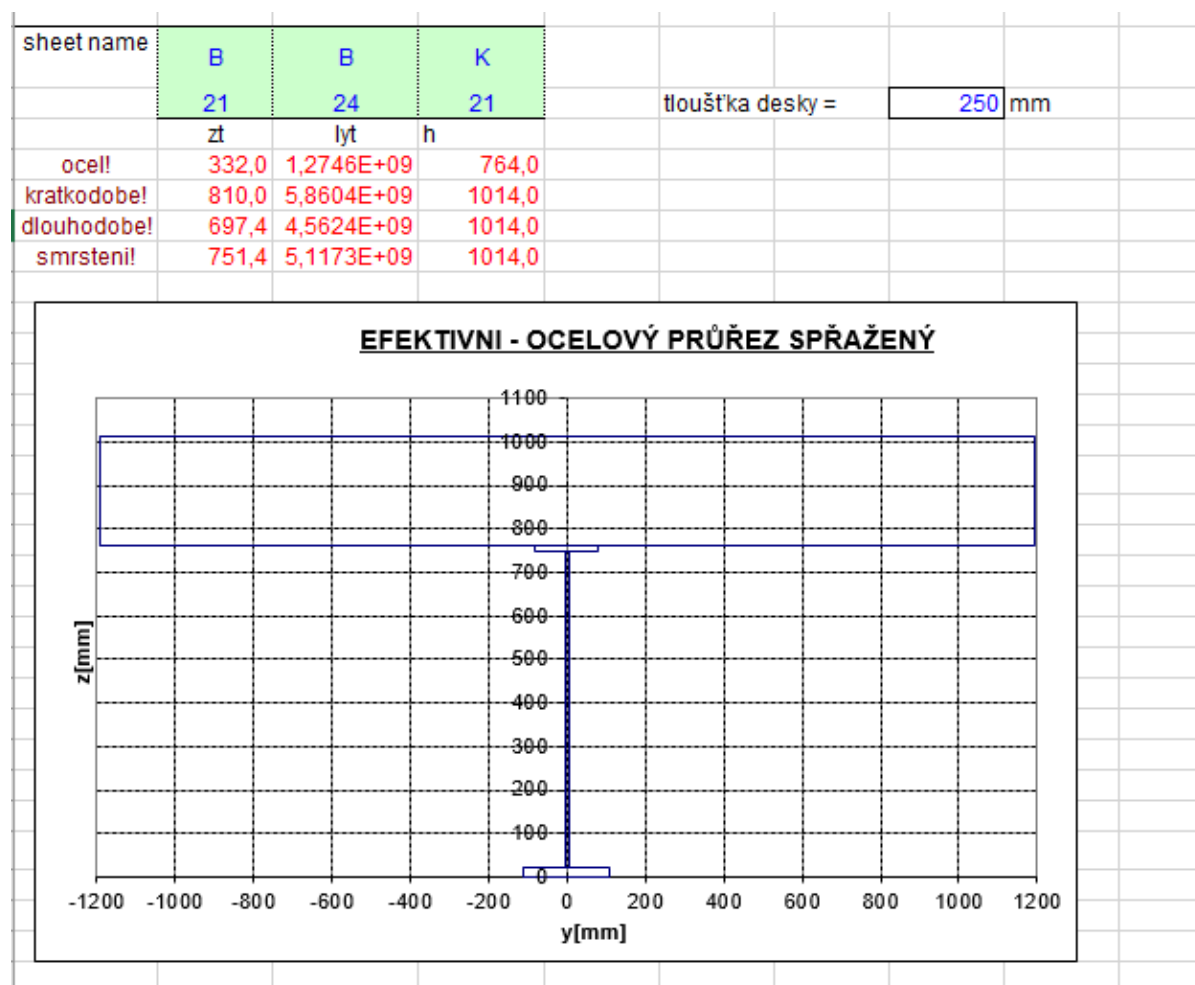 sheet name B B K
21 24 21 tloušťka desky = 250 mm
zt Iyt h
ocel! 332,0 1,2746E+09 764,0
kratkodobe! 810,0 5,8604E+09 1014,0
dlouhodobe! 697,4 4,5624E+09 1014,0
smrsteni! 751,4 5,1173E+09 1014,0
EFEKTIVNI - OCELOVÝ PRŮŘEZ SPŘAŽENÝ
1100
1000
900
800
700
600
500
400
300
200
100
0
z[mm]
-1200 -1000 -800 -600 -400 -200 0 200 400 600 800 1000 1200
y[mm]